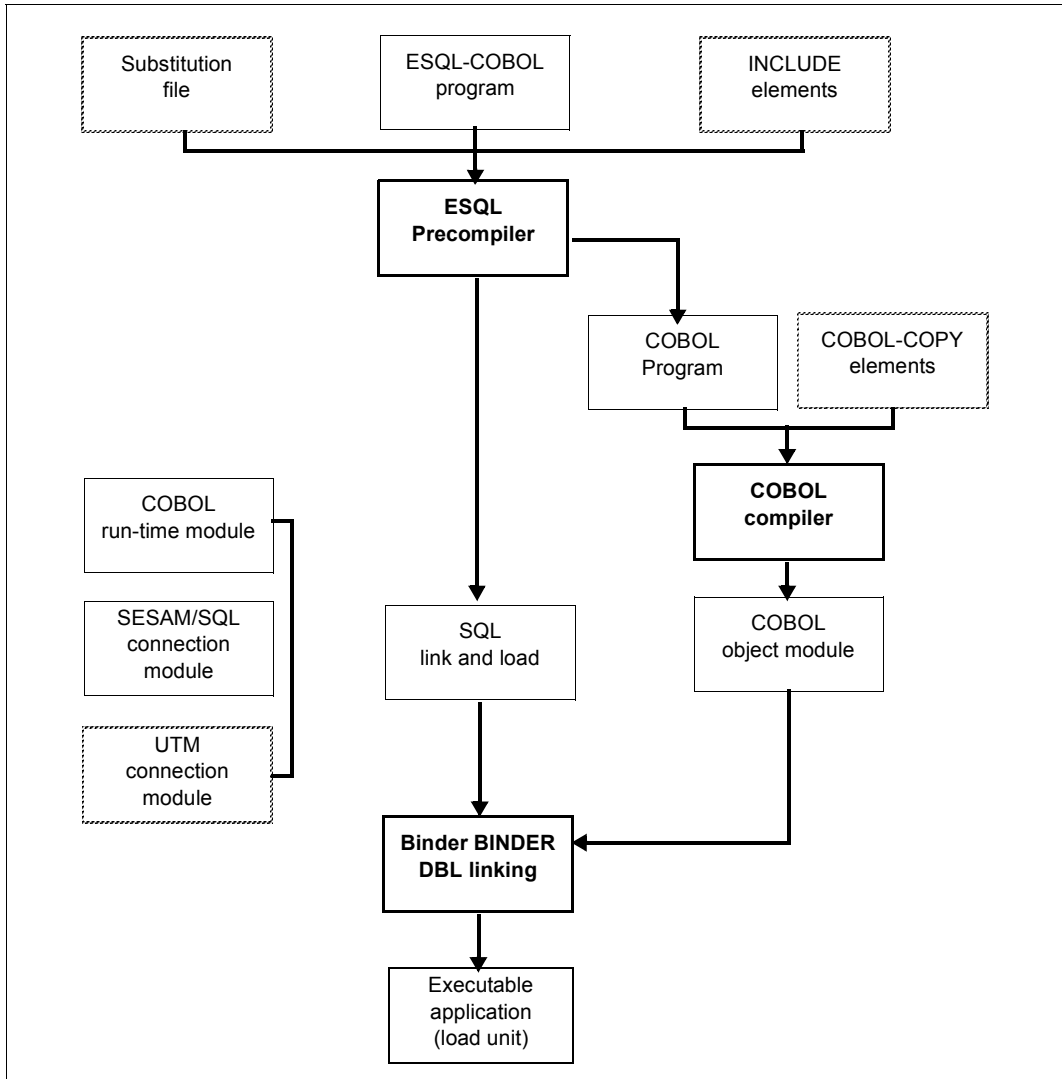 Substitution
file
ESQL-COBOL
program
INCLUDE
elements
ESQL
Precompiler
COBOL
Program
COBOL-COPY
elements
COBOL
run-time module
COBOL
compiler
SESAM/SQL
connection
module
SQL
link and load
COBOL
object module
UTM
connection
module
Binder BINDER
DBL linking
Executable
application
(load unit)